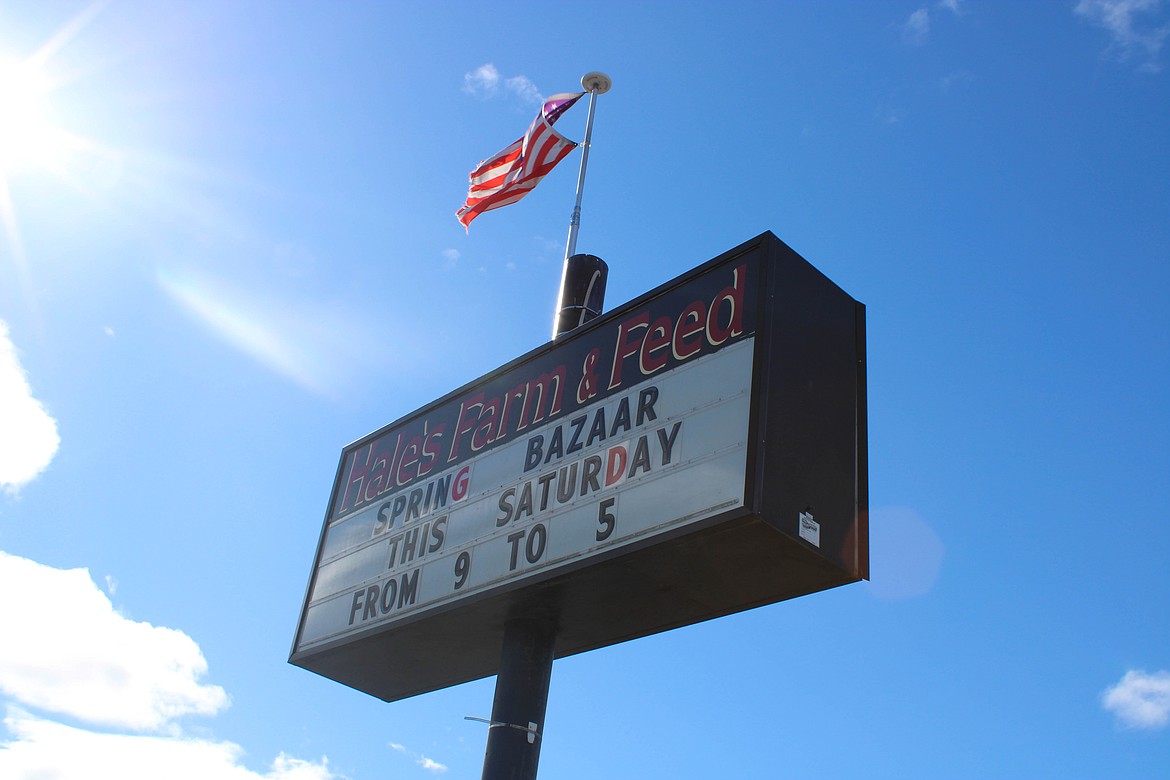 Hale's Farm & Feed
SPRING BAZAAR
THIS SATURDAY
FROM 9 TO 5